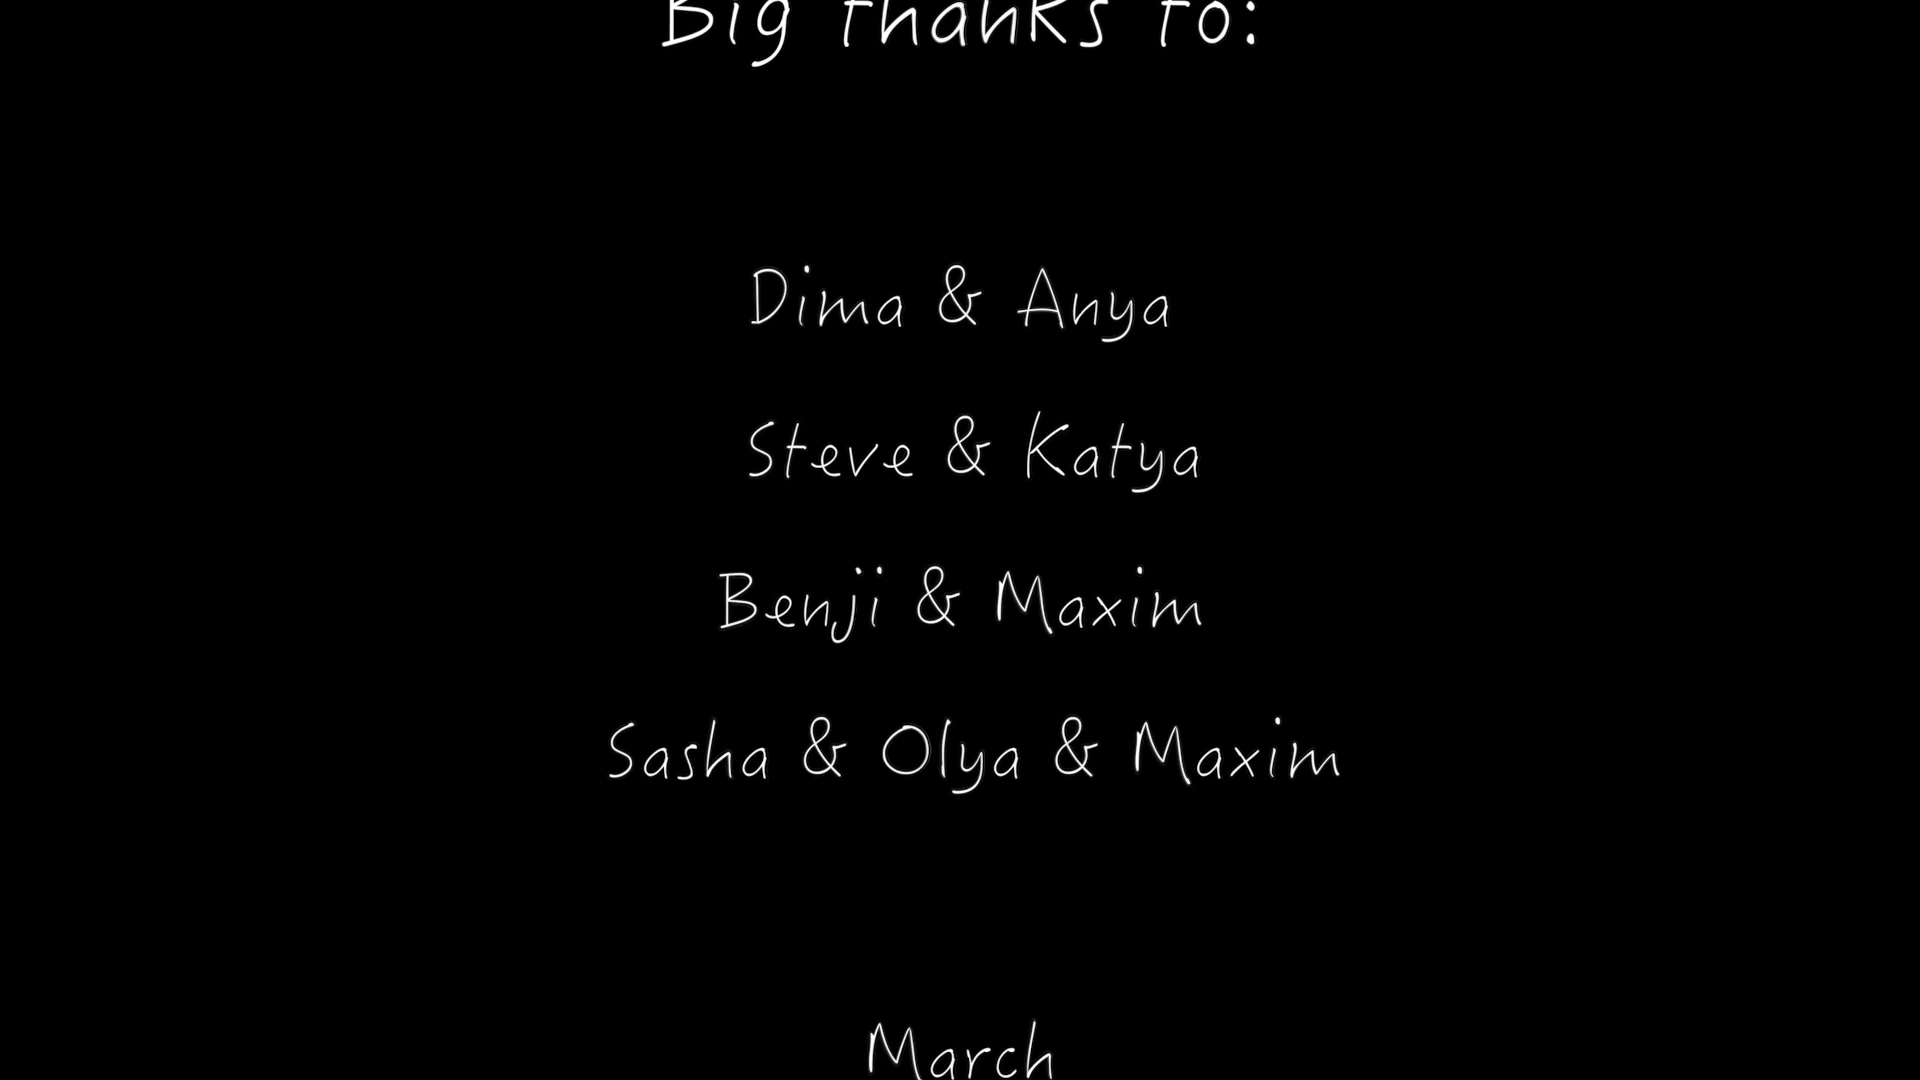 Big thanks to:
Dima & Anya
Steve & Katya
Benji & Maxim
Sasha & Olya & Maxim
March